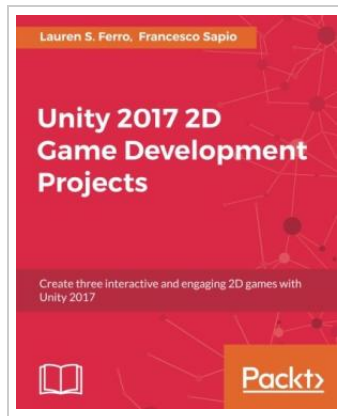 Lauren S. Ferro, Francesco Sapio
Unity 2017 2D
Game Development
Projects
Create three interactive and engaging 2D games with
Unity 2017
Packt>